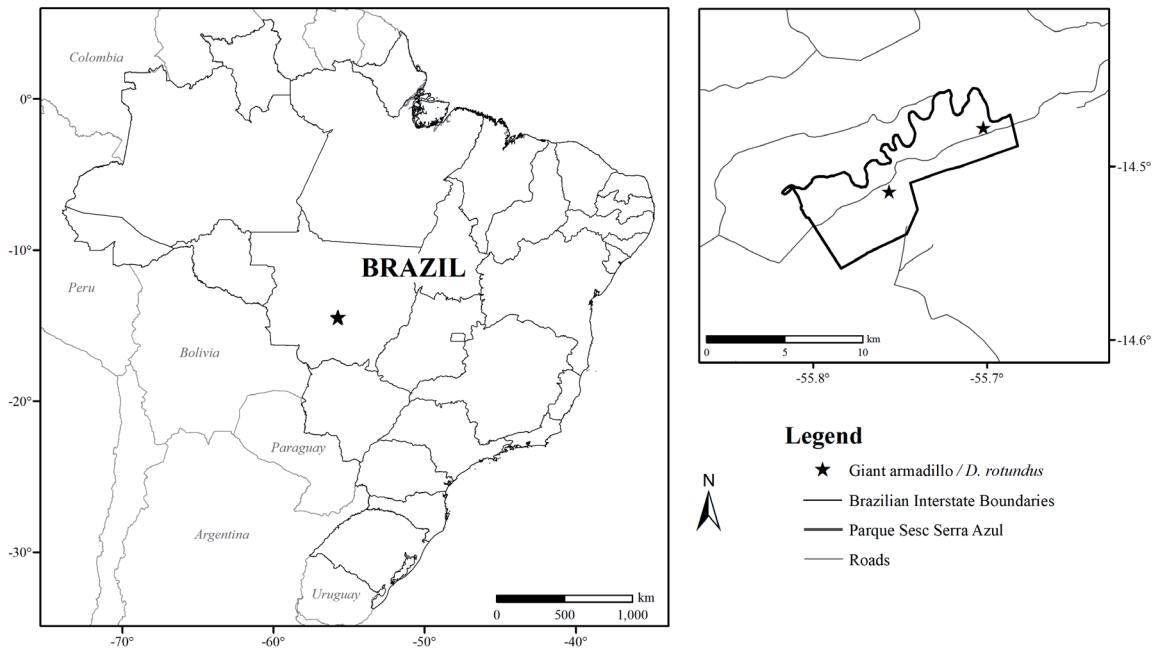 Colombia
0°
-10°
BRAZIL
Peru
Bolivia
-20°
Paraguay
Argentina
-30°
Uruguay
km
0 500 1,000
-70° -60° -50° -40°
-14.5°
-14.6°
km
0 5 10
-55.8° -55.7°
Legend
Giant armadillo / D. rotundus
N
Brazilian Interstate Boundaries
Parque Sesc Serra Azul
Roads